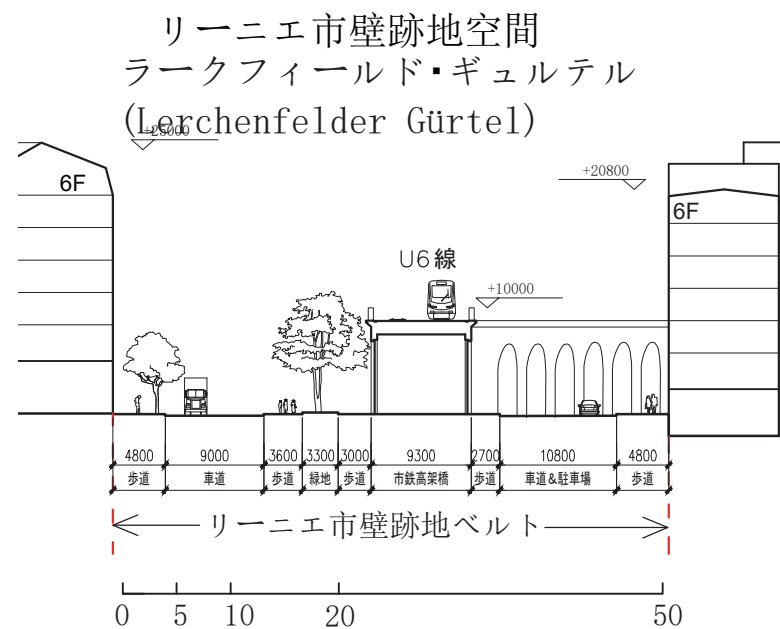 リーニエ市壁跡地空間
ラークフィールド・ギュルテル
(Lerchenfelder Gürtel)
+25000
6F
+20800
6F
U6線
+10000
4800 9000 3600 3300 3000 9300 2700 10800 4800
歩道 車道 歩道 緑地 歩道 市鉄高架橋 歩道 車道&駐車場 歩道
リーニエ市壁跡地ベルト
0 5 10 20 50